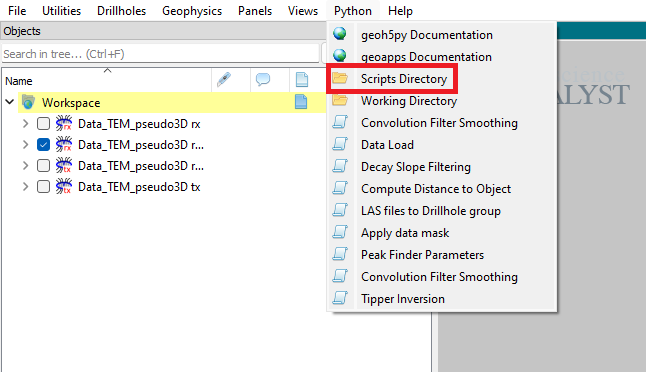 File Utilities Drillholes Geophysics Panels Views Python Help
Objects
Search in tree... (Ctrl+F)
Name
Workspace
Data_TEM_pseudo3D rx
Data_TEM_pseudo3D r...
Data_TEM_pseudo3D r...
Data_TEM_pseudo3D tx
geoh5py Documentation
geoapps Documentation
Scripts Directory
Working Directory
Convolution Filter Smoothing
Data Load
Decay Slope Filtering
Compute Distance to Object
LAS files to Drillhole group
Apply data mask
Peak Finder Parameters
Convolution Filter Smoothing
Tipper Inversion
science
ALYST